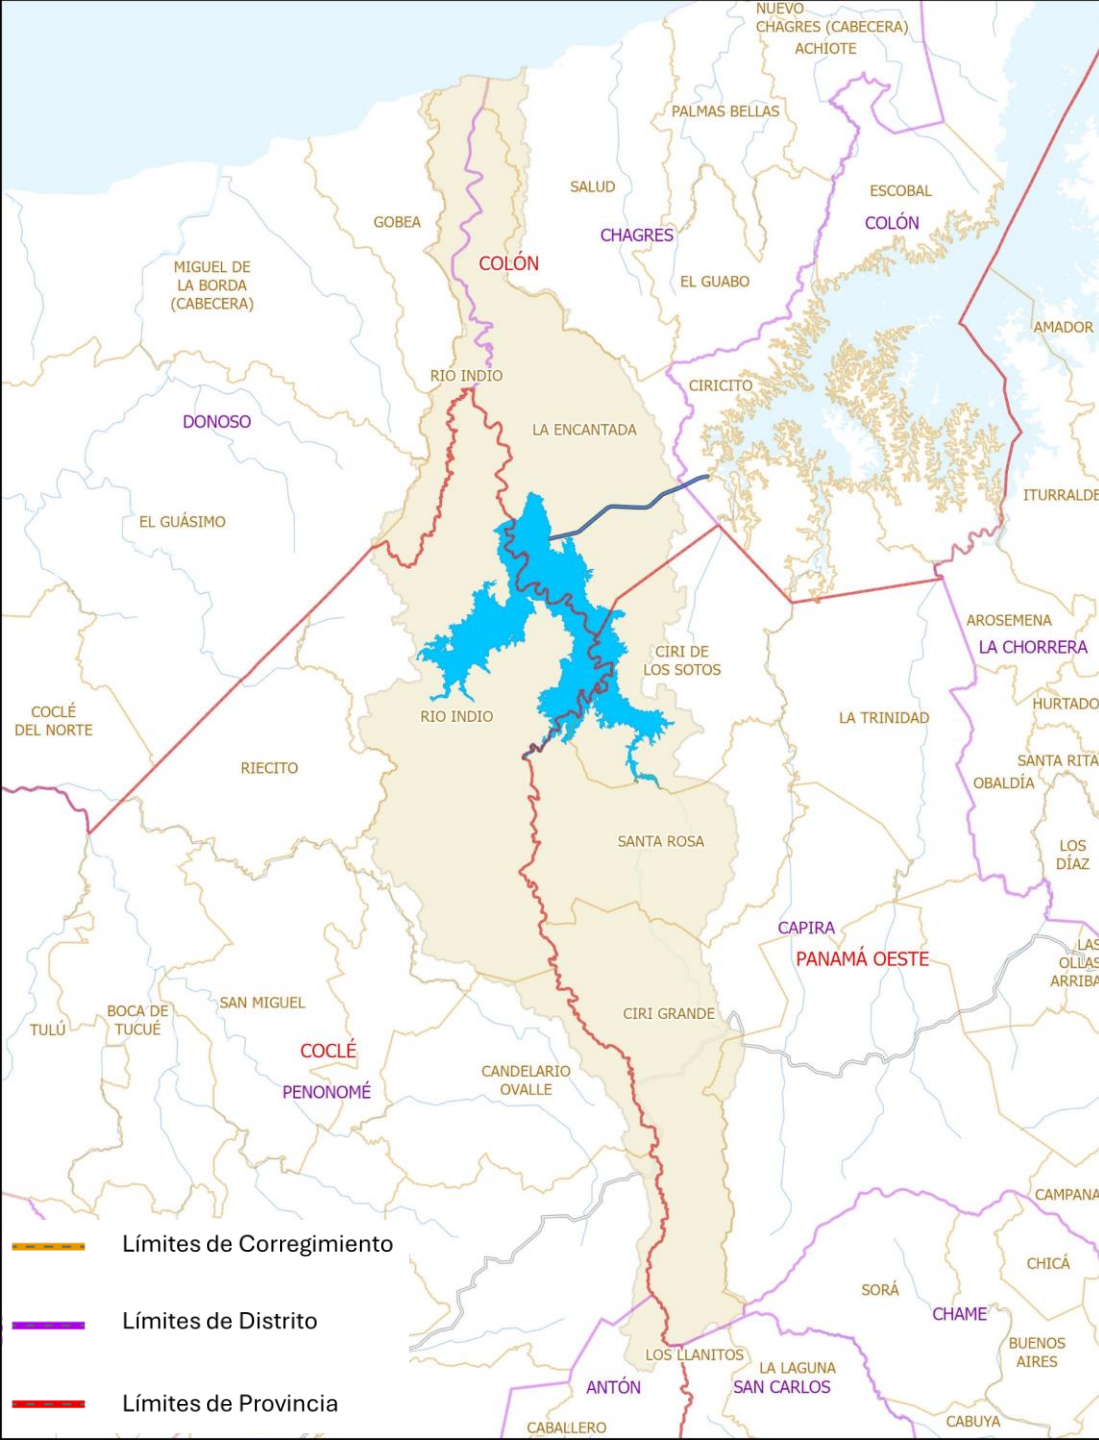 NUEVO
CHAGRES (CABECERA)
ACHIOTE
PALMAS BELLAS
SALUD
ESCOBAL
GOBEA
COLÓN
CHAGRES
COLÓN
MIGUEL DE
LA BORDA
(CABECERA)
EL GUABO
AMADOR
RIO INDIO
CIRICITO
DONOSO
LA ENCANTADA
ITURRALDE
EL GUÁSIMO
AROSEMENA
LA CHORRERA
CIRI DE
LOS SOTOS
HURTADO
COCLÉ
DEL NORTE
RIO INDIO
LA TRINIDAD
RIECITO
SANTA RITA
OBALDÍA
SANTA ROSA
LOS
DÍAZ
CAPIRA
PANAMÁ OESTE
LAS
OLLAS
ARRIBA
SAN MIGUEL
BOCA DE
TUCUÉ
TULÚ
CIRI GRANDE
COCLÉ
PENONOMÉ
CANDELARIO
OVALLE
CAMPANA
Límites de Corregimiento
CHICÁ
SORÁ
CHAME
Límites de Distrito
BUENOS
AIRES
LOS LLANITOS
LA LAGUNA
ANTÓN
SAN CARLOS
Límites de Provincia
CABALLERO
CABUYA